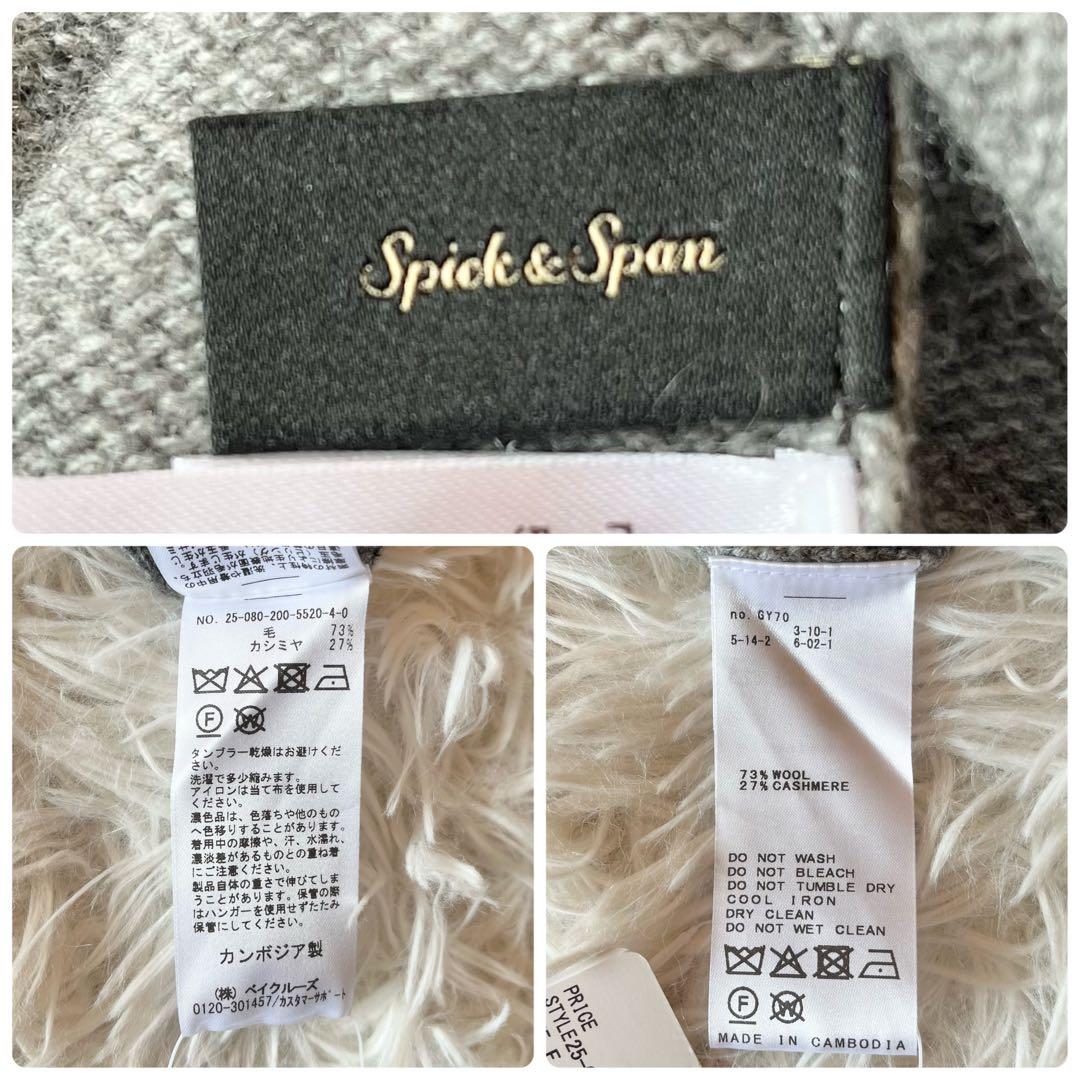 Spick & Span
NO. 25-080-200-5520-4-0
毛 73%
カシミヤ 27%
F W
タンブラー乾燥はお避けくだ
さい。
洗濯で多少縮みます。
アイロンは当て布を使用して
ください。
濃色品は、色落ちや他のもの
へ色移りすることがあります。
着用中の摩擦や、汗、水濡れ、
濃淡差があるものとの重ね着
にご注意ください。
製品自体の重さで伸びてしま
うことがあります。保管の際
はハンガーを使用せずたたみ
保管にしてください。
カンボジア製
(株) ベイクルーズ
0120-301457/カスタマーサポート
no. GY70
3-10-1
5-14-2 6-02-1
73% WOOL
27% CASHMERE
DO NOT WASH
DO NOT BLEACH
DO NOT TUMBLE DRY
COOL IRON
DRY CLEAN
DO NOT WET CLEAN
F W
MADE IN CAMBODIA
PRICE
STYLE25-